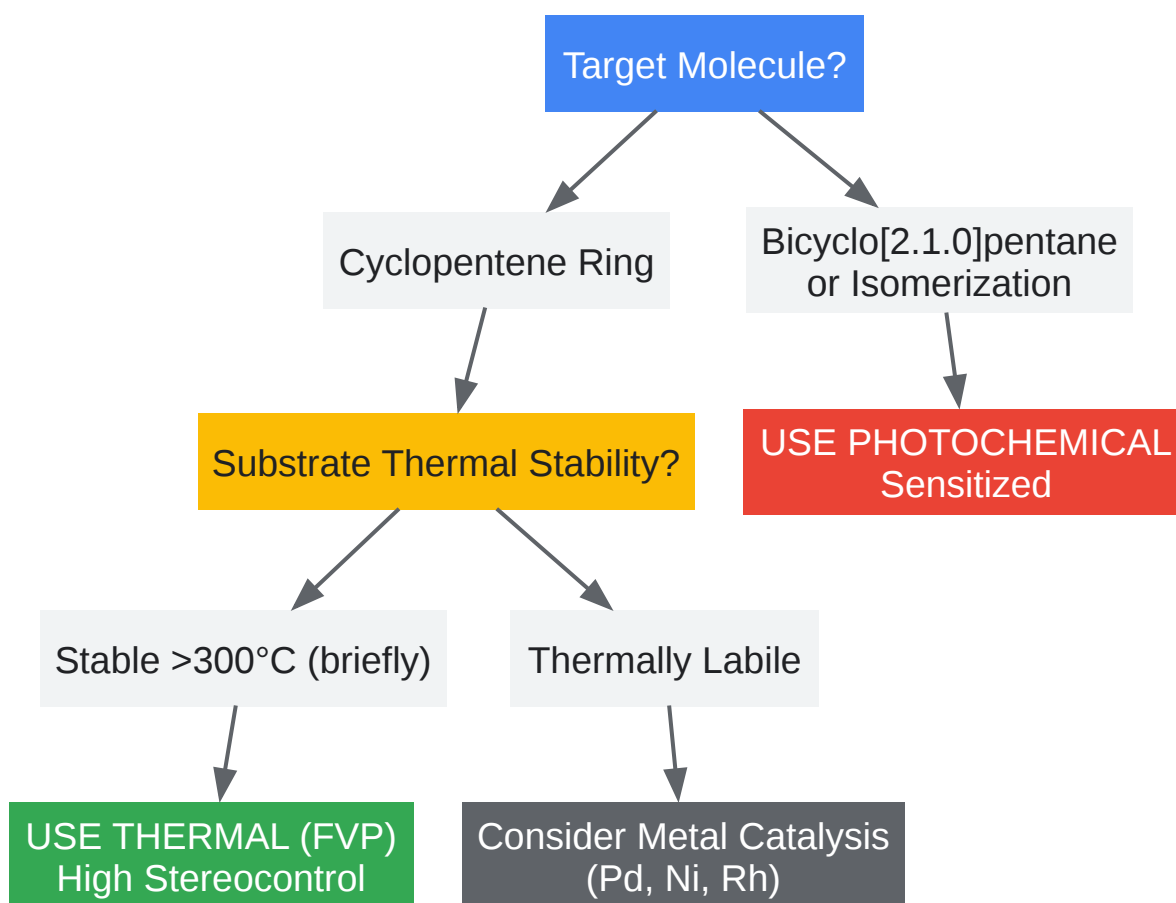 Target Molecule?
Cyclopentene Ring
Bicyclo[2.1.0]pentane
or Isomerization
Substrate Thermal Stability?
USE PHOTOCHEMICAL
Sensitized
Stable >300°C (briefly)
Thermally Labile
USE THERMAL (FVP)
High Stereocontrol
Consider Metal Catalysis
(Pd, Ni, Rh)